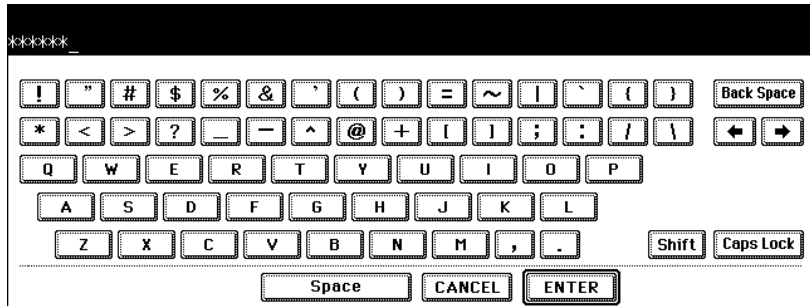 ******_
! " # $ % & ' ( ) = ~ | ` { } Back Space
* < > ? _ - ^ @ + [ ] ; : / \ ← →
Q W E R T Y U I O P
A S D F G H J K L
Z X C V B N M , . Shift Caps Lock
Space CANCEL ENTER